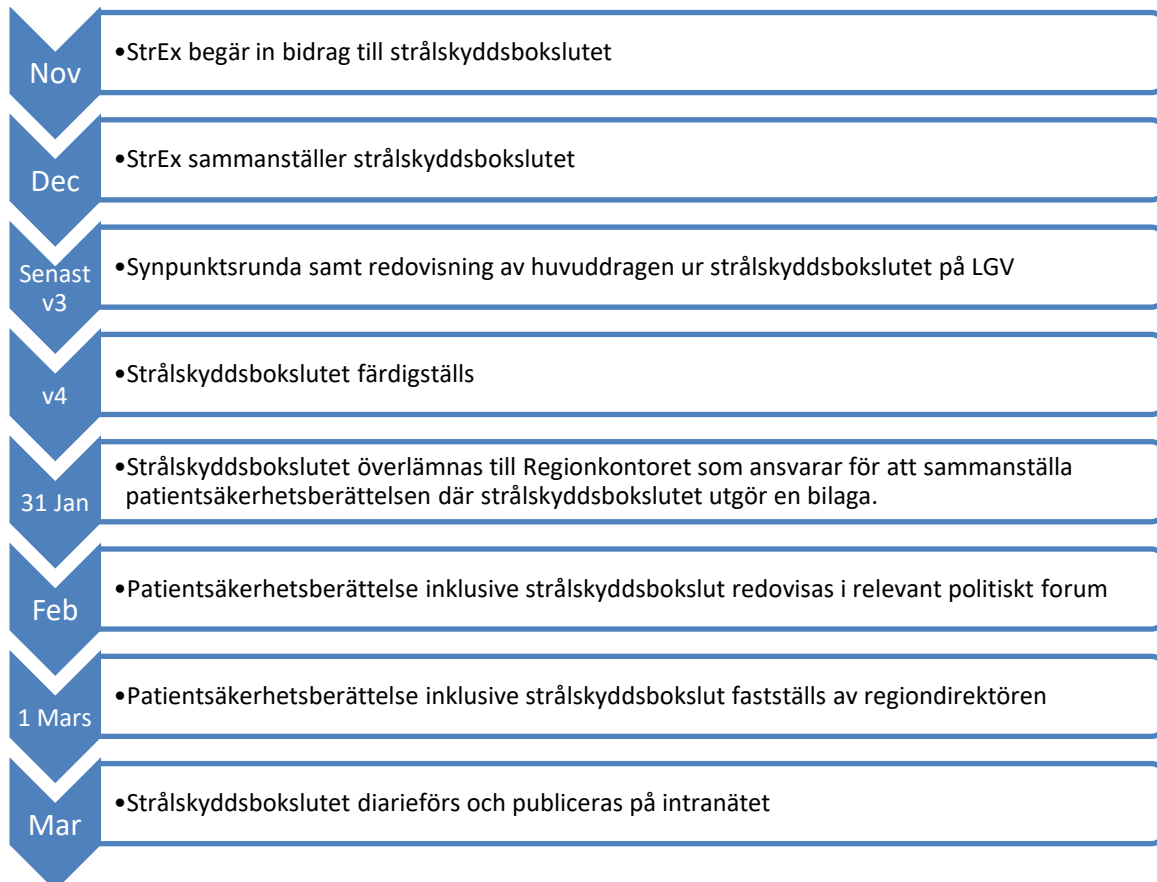 Nov
•StrEx begär in bidrag till strålskyddsbokslutet
Dec
•StrEx sammanställer strålskyddsbokslutet
Senast
v3
•Synpunktsrunda samt redovisning av huvuddragen ur strålskyddsbokslutet på LGV
v4
•Strålskyddsbokslutet färdigställs
31 Jan
•Strålskyddsbokslutet överlämnas till Regionkontoret som ansvarar för att sammanställa
patientsäkerhetsberättelsen där strålskyddsbokslutet utgör en bilaga.
Feb
•Patientsäkerhetsberättelse inklusive strålskyddsbokslut redovisas i relevant politiskt forum
1 Mars
•Patientsäkerhetsberättelse inklusive strålskyddsbokslut fastställs av regiondirektören
Mar
•Strålskyddsbokslutet diarieförs och publiceras på intranätet